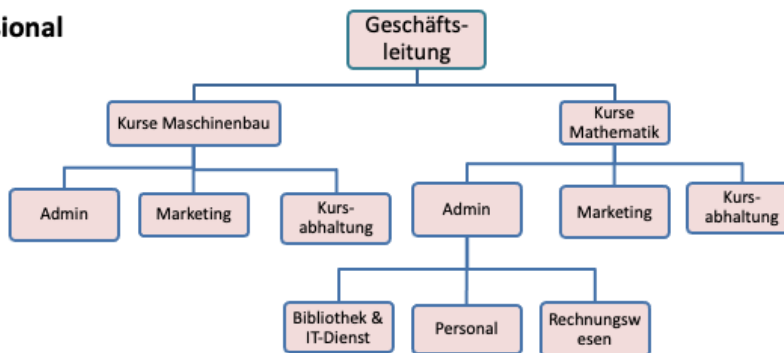 sional
Geschäfts-
leitung
Kurse Maschinenbau
Kurse
Mathematik
Admin
Marketing
Kurs-
abhaltung
Admin
Marketing
Kurs-
abhaltung
Bibliothek &
IT-Dienst
Personal
Rechnungsw
esen